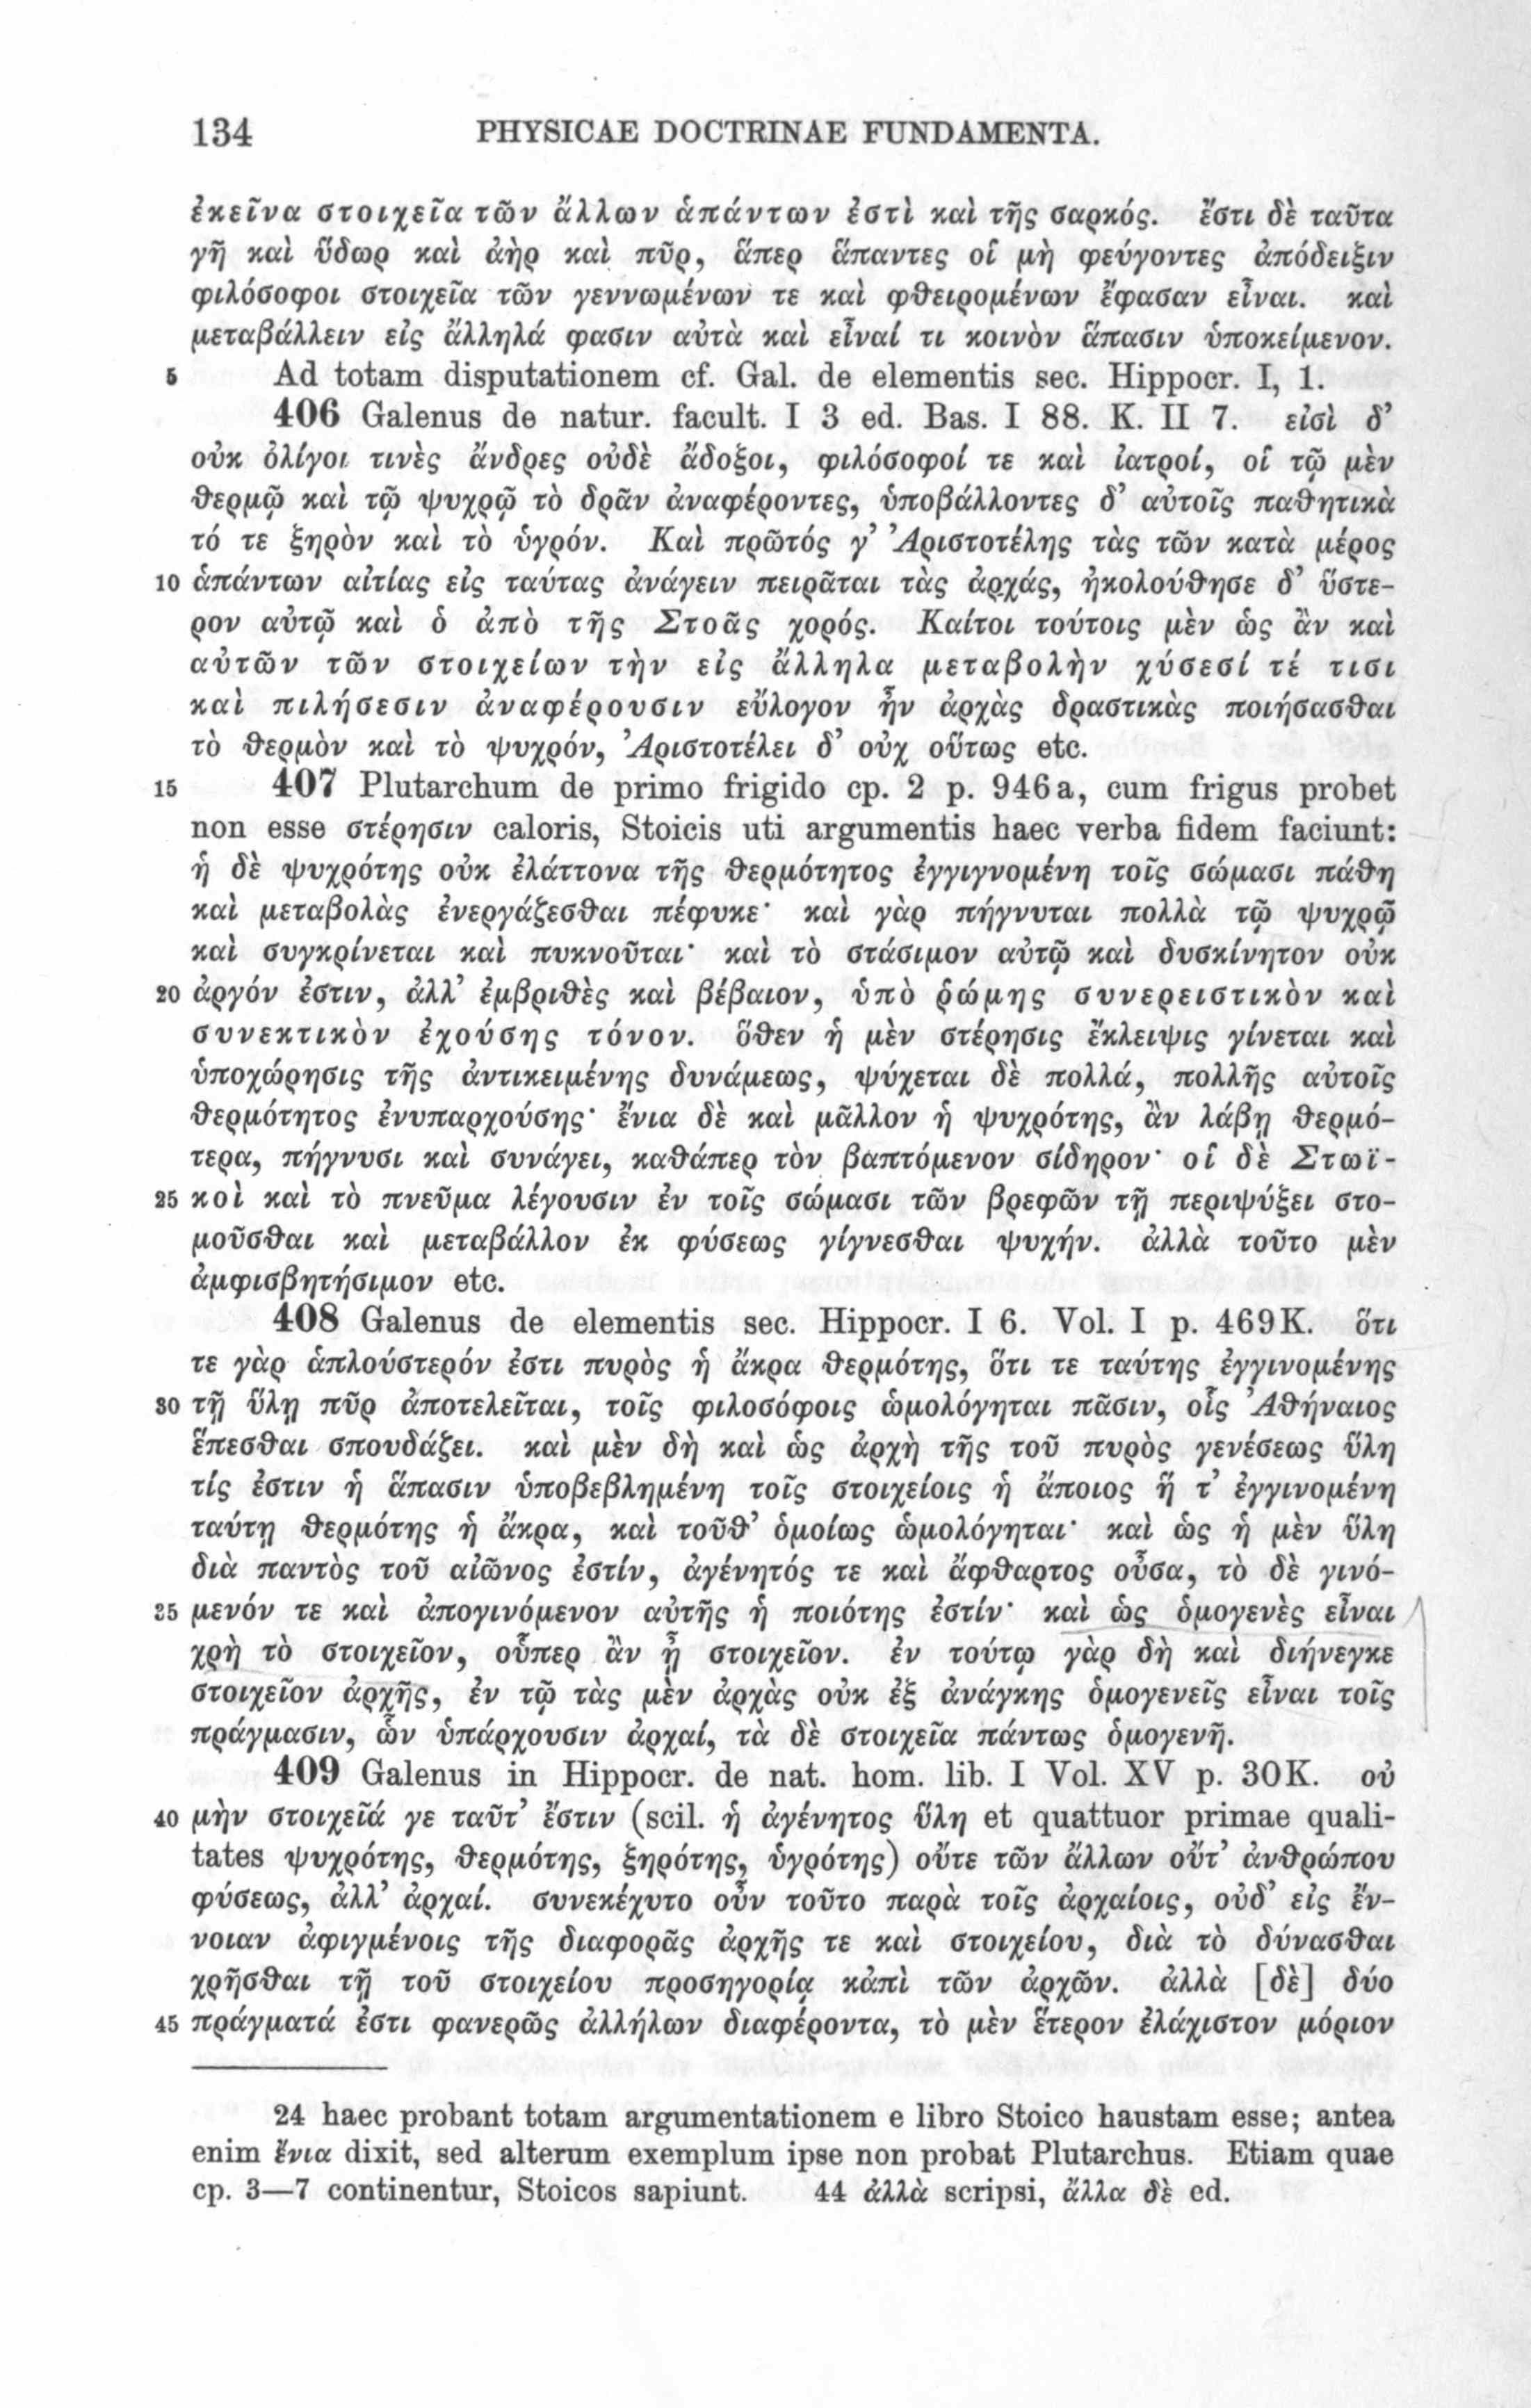 134 PHYSICAE DOCTRINAE FUNDAMENTA.
ἐκεῖνα στοιχεῖα τῶν ἄλλων ἁπάντων ἐστὶ καὶ τῆς σαρκός. ἔστι δὲ ταῦτα
γῆ καὶ ὕδωρ καὶ ἀὴρ καὶ πῦρ, ἅπερ ἅπαντες οἱ μὴ φεύγοντες ἀπόδειξιν
φιλόσοφοι στοιχεῖα τῶν γεννωμένων τε καὶ φθειρομένων ἔφασαν εἶναι. καὶ
μεταβάλλειν εἰς ἄλληλά φασιν αὐτὰ καὶ εἶναί τι κοινὸν ἅπασιν ὑποκείμενον.
5 Ad totam disputationem cf. Gal. de elementis sec. Hippocr. I, 1.
406 Galenus de natur. facult. I 3 ed. Bas. I 88. K. II 7. εἰσὶ δ’
οὐκ ὀλίγοι τινὲς ἄνδρες οὐδὲ ἄδοξοι, φιλόσοφοί τε καὶ ἰατροί, οἳ τῷ μὲν
θερμῷ καὶ τῷ ψυχρῷ τὸ δρᾶν ἀναφέροντες, ὑποβάλλοντες δ’ αὐτοῖς παθητικὰ
τό τε ξηρὸν καὶ τὸ ὑγρόν. Καὶ πρῶτός γ’ Ἀριστοτέλης τὰς τῶν κατὰ μέρος
10 ἁπάντων αἰτίας εἰς ταύτας ἀνάγειν πειρᾶται τὰς ἀρχάς, ἠκολούθησε δ’ ὕστε-
ρον αὐτῷ καὶ ὁ ἀπὸ τῆς Στοᾶς χορός. Καίτοι τούτοις μὲν ὡς ἂν καὶ
αὐτῶν τῶν στοιχείων τὴν εἰς ἄλληλα μεταβολὴν χύσεσί τέ τισι
καὶ πιλήσεσιν ἀναφέρουσιν εὔλογον ἦν ἀρχὰς δραστικὰς ποιήσασθαι
τὸ θερμὸν καὶ τὸ ψυχρόν, Ἀριστοτέλει δ’ οὐχ οὕτως etc.
15 407 Plutarchum de primo frigido cp. 2 p. 946a, cum frigus probet
non esse στέρησιν caloris, Stoicis uti argumentis haec verba fidem faciunt:
ἡ δὲ ψυχρότης οὐκ ἐλάττονα τῆς θερμότητος ἐγγιγνομένη τοῖς σώμασι πάθη
καὶ μεταβολὰς ἐνεργάζεσθαι πέφυκε· καὶ γὰρ πήγνυται πολλὰ τῷ ψυχρῷ
καὶ συγκρίνεται καὶ πυκνοῦται· καὶ τὸ στάσιμον αὐτῷ καὶ δυσκίνητον οὐκ
20 ἀργόν ἐστιν, ἀλλ’ ἐμβριθὲς καὶ βέβαιον, ὑπὸ ῥώμης συνερειστικὸν καὶ
συνεκτικὸν ἐχούσης τόνον. ὅθεν ἡ μὲν στέρησις ἔκλειψις γίνεται καὶ
ὑποχώρησις τῆς ἀντικειμένης δυνάμεως, ψύχεται δὲ πολλά, πολλῆς αὐτοῖς
θερμότητος ἐνυπαρχούσης· ἔνια δὲ καὶ μᾶλλον ἡ ψυχρότης, ἂν λάβῃ θερμό-
τερα, πήγνυσι καὶ συνάγει, καθάπερ τὸν βαπτόμενον σίδηρον· οἱ δὲ Στωϊ-
25 κοὶ καὶ τὸ πνεῦμα λέγουσιν ἐν τοῖς σώμασι τῶν βρεφῶν τῇ περιψύξει στο-
μοῦσθαι καὶ μεταβάλλον ἐκ φύσεως γίγνεσθαι ψυχήν. ἀλλὰ τοῦτο μὲν
ἀμφισβητήσιμον etc.
408 Galenus de elementis sec. Hippocr. I 6. Vol. I p. 469K. ὅτι
τε γὰρ ἁπλούστερόν ἐστι πυρὸς ἡ ἄκρα θερμότης, ὅτι τε ταύτης ἐγγινομένης
30 τῇ ὕλῃ πῦρ ἀποτελεῖται, τοῖς φιλοσόφοις ὡμολόγηται πᾶσιν, οἷς Ἀθήναιος
ἕπεσθαι σπουδάζει. καὶ μὲν δὴ καὶ ὡς ἀρχὴ τῆς τοῦ πυρὸς γενέσεως ὕλη
τίς ἐστιν ἡ ἅπασιν ὑποβεβλημένη τοῖς στοιχείοις ἡ ἄποιος ἥ τ’ ἐγγινομένη
ταύτῃ θερμότης ἡ ἄκρα, καὶ τοῦθ’ ὁμοίως ὡμολόγηται· καὶ ὡς ἡ μὲν ὕλη
διὰ παντὸς τοῦ αἰῶνος ἐστίν, ἀγένητός τε καὶ ἄφθαρτος οὖσα, τὸ δὲ γινό-
35 μενόν τε καὶ ἀπογινόμενον αὐτῆς ἡ ποιότης ἐστίν· καὶ ὡς ὁμογενὲς εἶναι
χρὴ τὸ στοιχεῖον, οὗπερ ἂν ᾖ στοιχεῖον. ἐν τούτῳ γὰρ δὴ καὶ διήνεγκε
στοιχεῖον ἀρχῆς, ἐν τῷ τὰς μὲν ἀρχὰς οὐκ ἐξ ἀνάγκης ὁμογενεῖς εἶναι τοῖς
πράγμασιν, ὧν ὑπάρχουσιν ἀρχαί, τὰ δὲ στοιχεῖα πάντως ὁμογενῆ.
409 Galenus in Hippocr. de nat. hom. lib. I Vol. XV p. 30K. οὐ
40 μὴν στοιχεῖά γε ταῦτ’ ἔστιν (scil. ἡ ἀγένητος ὕλη et quattuor primae quali-
tates ψυχρότης, θερμότης, ξηρότης, ὑγρότης) οὔτε τῶν ἄλλων οὔτ’ ἀνθρώπου
φύσεως, ἀλλ’ ἀρχαί. συνεκέχυτο οὖν τοῦτο παρὰ τοῖς ἀρχαίοις, οὐδ’ εἰς ἔν-
νοιαν ἀφιγμένοις τῆς διαφορᾶς ἀρχῆς τε καὶ στοιχείου, διὰ τὸ δύνασθαι
χρῆσθαι τῇ τοῦ στοιχείου προσηγορίᾳ κἀπὶ τῶν ἀρχῶν. ἀλλὰ [δὲ] δύο
45 πράγματά ἐστι φανερῶς ἀλλήλων διαφέροντα, τὸ μὲν ἕτερον ἐλάχιστον μόριον
24 haec probant totam argumentationem e libro Stoico haustam esse; antea
enim ἔνια dixit, sed alterum exemplum ipse non probat Plutarchus. Etiam quae
cp. 3—7 continentur, Stoicos sapiunt. 44 ἀλλὰ scripsi, ἄλλα δὲ ed.